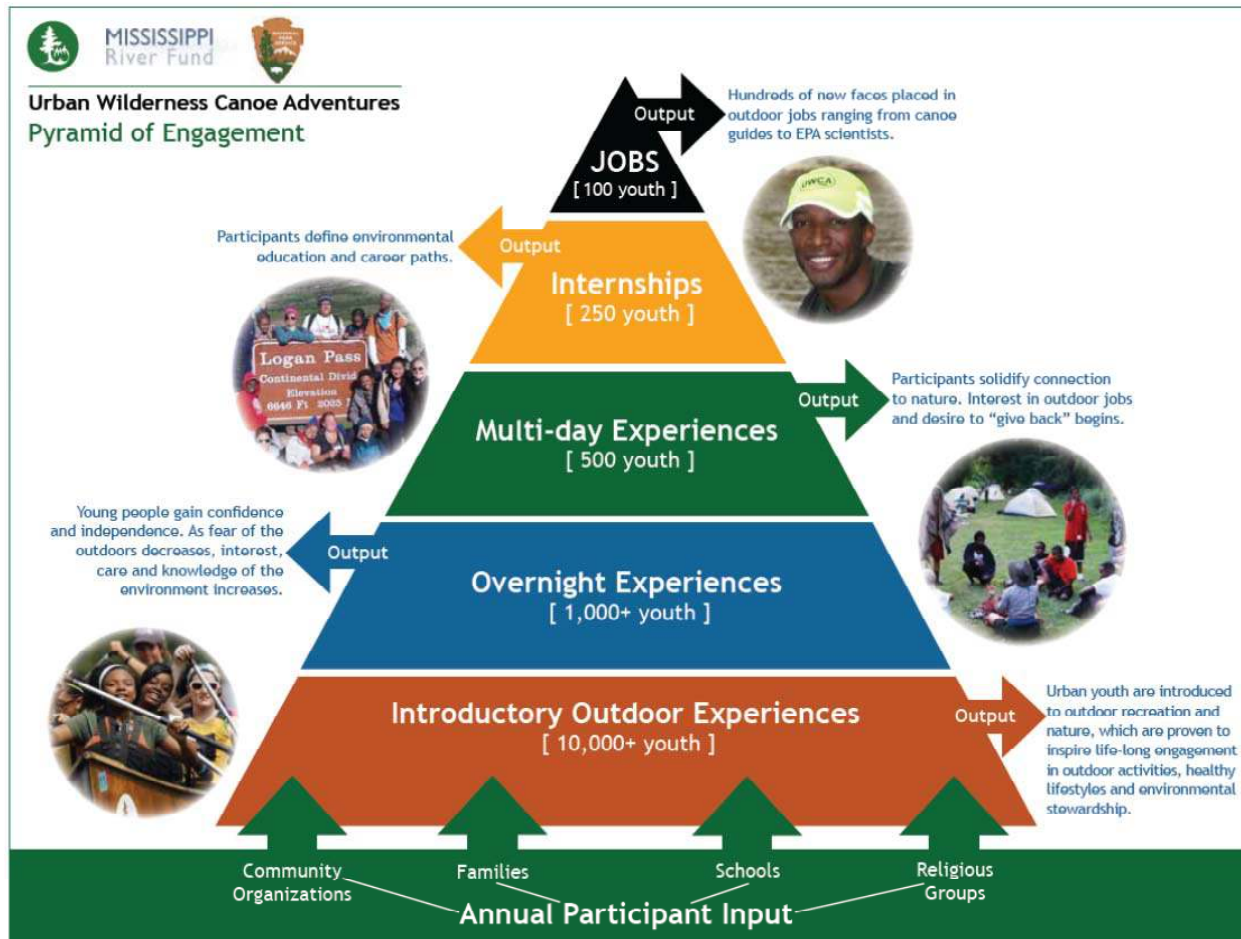 MISSISSIPPI
River Fund
Urban Wilderness Canoe Adventures
Pyramid of Engagement
Output
Hundreds of new faces placed in
outdoor jobs ranging from canoe
guides to EPA scientists.
JOBS
[ 100 youth ]
UWCA
Participants define environmental
education and career paths.
Output
Internships
[ 250 youth ]
Logan Pass
Continental Divid
Elevation
6646 Ft 2025 M
Output
Participants solidify connection
to nature. Interest in outdoor jobs
and desire to “give back” begins.
Multi-day Experiences
[ 500 youth ]
Young people gain confidence
and independence. As fear of the
outdoors decreases, interest,
care and knowledge of the
environment increases.
Output
Overnight Experiences
[ 1,000+ youth ]
Introductory Outdoor Experiences
[ 10,000+ youth ]
Output
Urban youth are introduced
to outdoor recreation and
nature, which are proven to
inspire life-long engagement
in outdoor activities, healthy
lifestyles and environmental
stewardship.
Community
Organizations
Families
Schools
Religious
Groups
Annual Participant Input